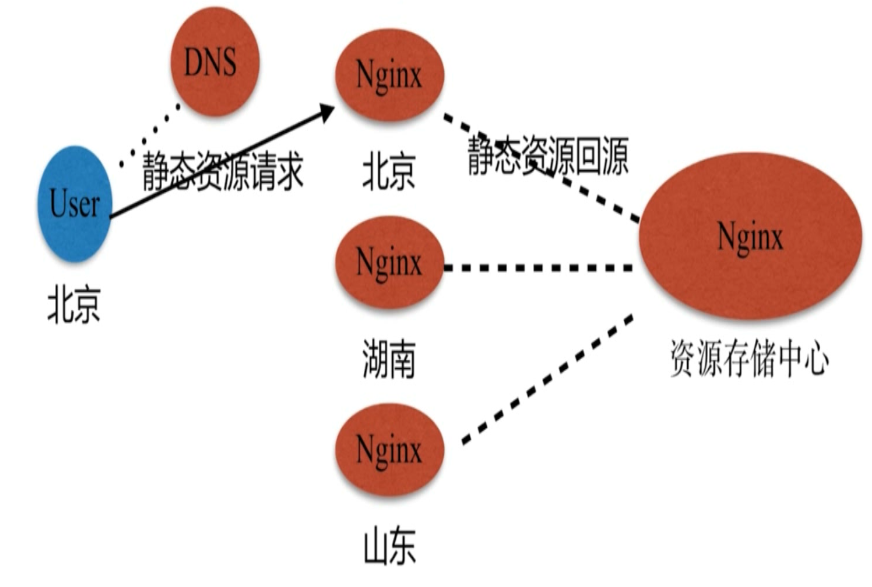 DNS
Nginx
静态资源请求
北京
静态资源回源
User
北京
Nginx
湖南
Nginx
资源存储中心
Nginx
山东